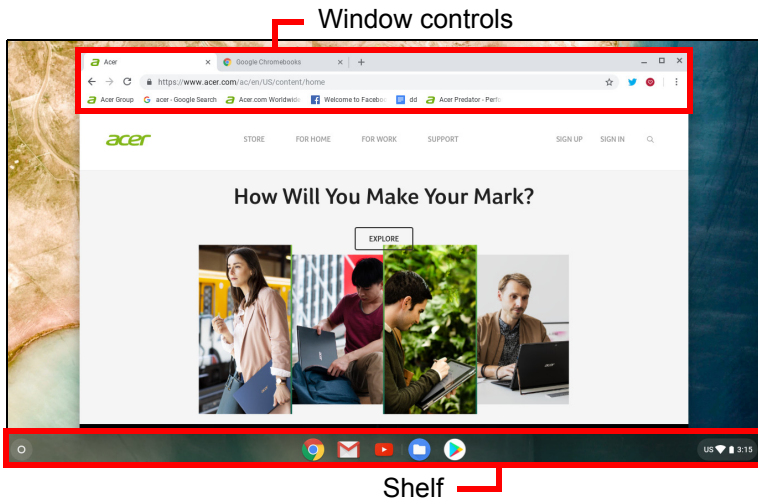 Window controls
Acer Google Chromebooks
https://www.acer.com/ac/en/US/content/home
Acer Group acer - Google Search Acer.com Worldwide Welcome to Facebo dd Acer Predator - Perfo
acer STORE FOR HOME FOR WORK SUPPORT SIGN UP SIGN IN
How Will You Make Your Mark?
EXPLORE
US 3:15
Shelf